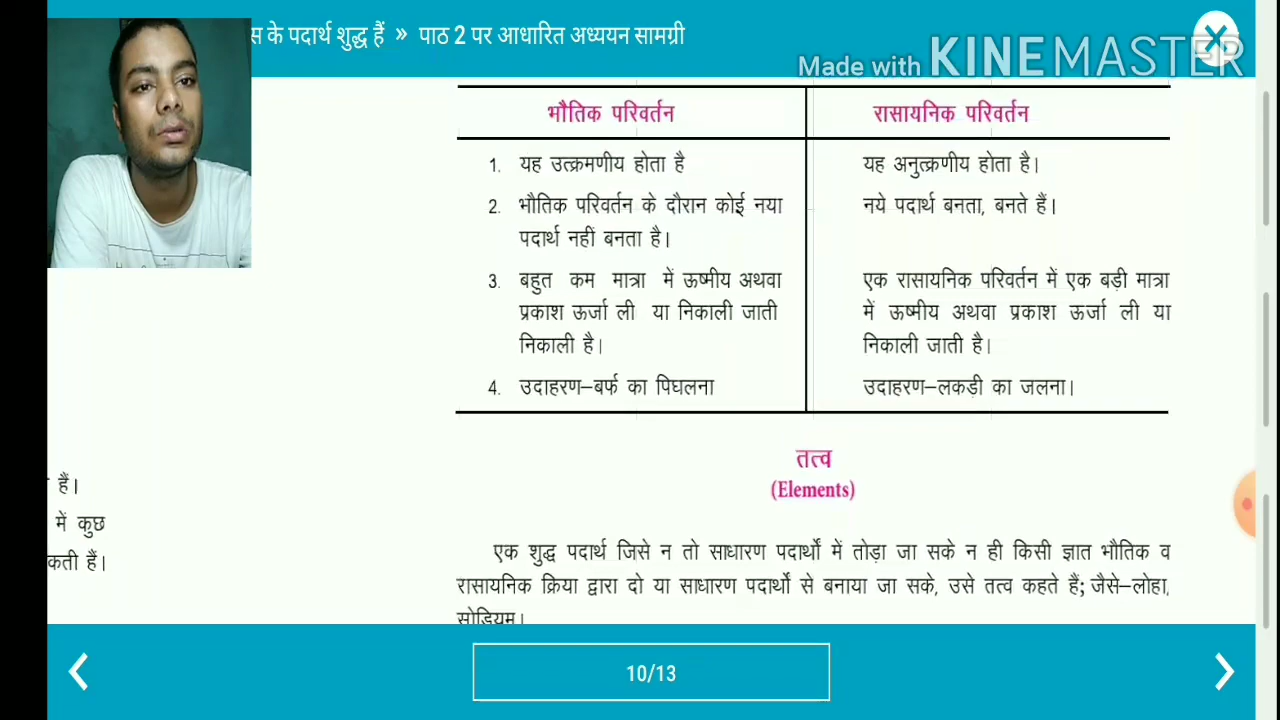 स के पदार्थ शुद्ध हैं » पाठ 2 पर आधारित अध्ययन सामग्री
Made with KINEMASTER
भौतिक परिवर्तन रासायनिक परिवर्तन
1. यह उत्क्रमणीय होता है यह अनुत्क्रणीय होता है।
2. भौतिक परिवर्तन के दौरान कोई नया नये पदार्थ बनता, बनते हैं।
पदार्थ नहीं बनता है।
3. बहुत कम मात्रा में ऊष्मीय अथवा एक रासायनिक परिवर्तन में एक बड़ी मात्रा
प्रकाश ऊर्जा ली या निकाली जाती में ऊष्मीय अथवा प्रकाश ऊर्जा ली या
निकाली है। निकाली जाती है।
4. उदाहरण–बर्फ का पिघलना उदाहरण–लकड़ी का जलना।
तत्व
(Elements)
हैं।
में कुछ
कती हैं।
एक शुद्ध पदार्थ जिसे न तो साधारण पदार्थों में तोड़ा जा सके न ही किसी ज्ञात भौतिक व
रासायनिक क्रिया द्वारा दो या साधारण पदार्थों से बनाया जा सके, उसे तत्व कहते हैं; जैसे–लोहा,
सोडियम।
10/13